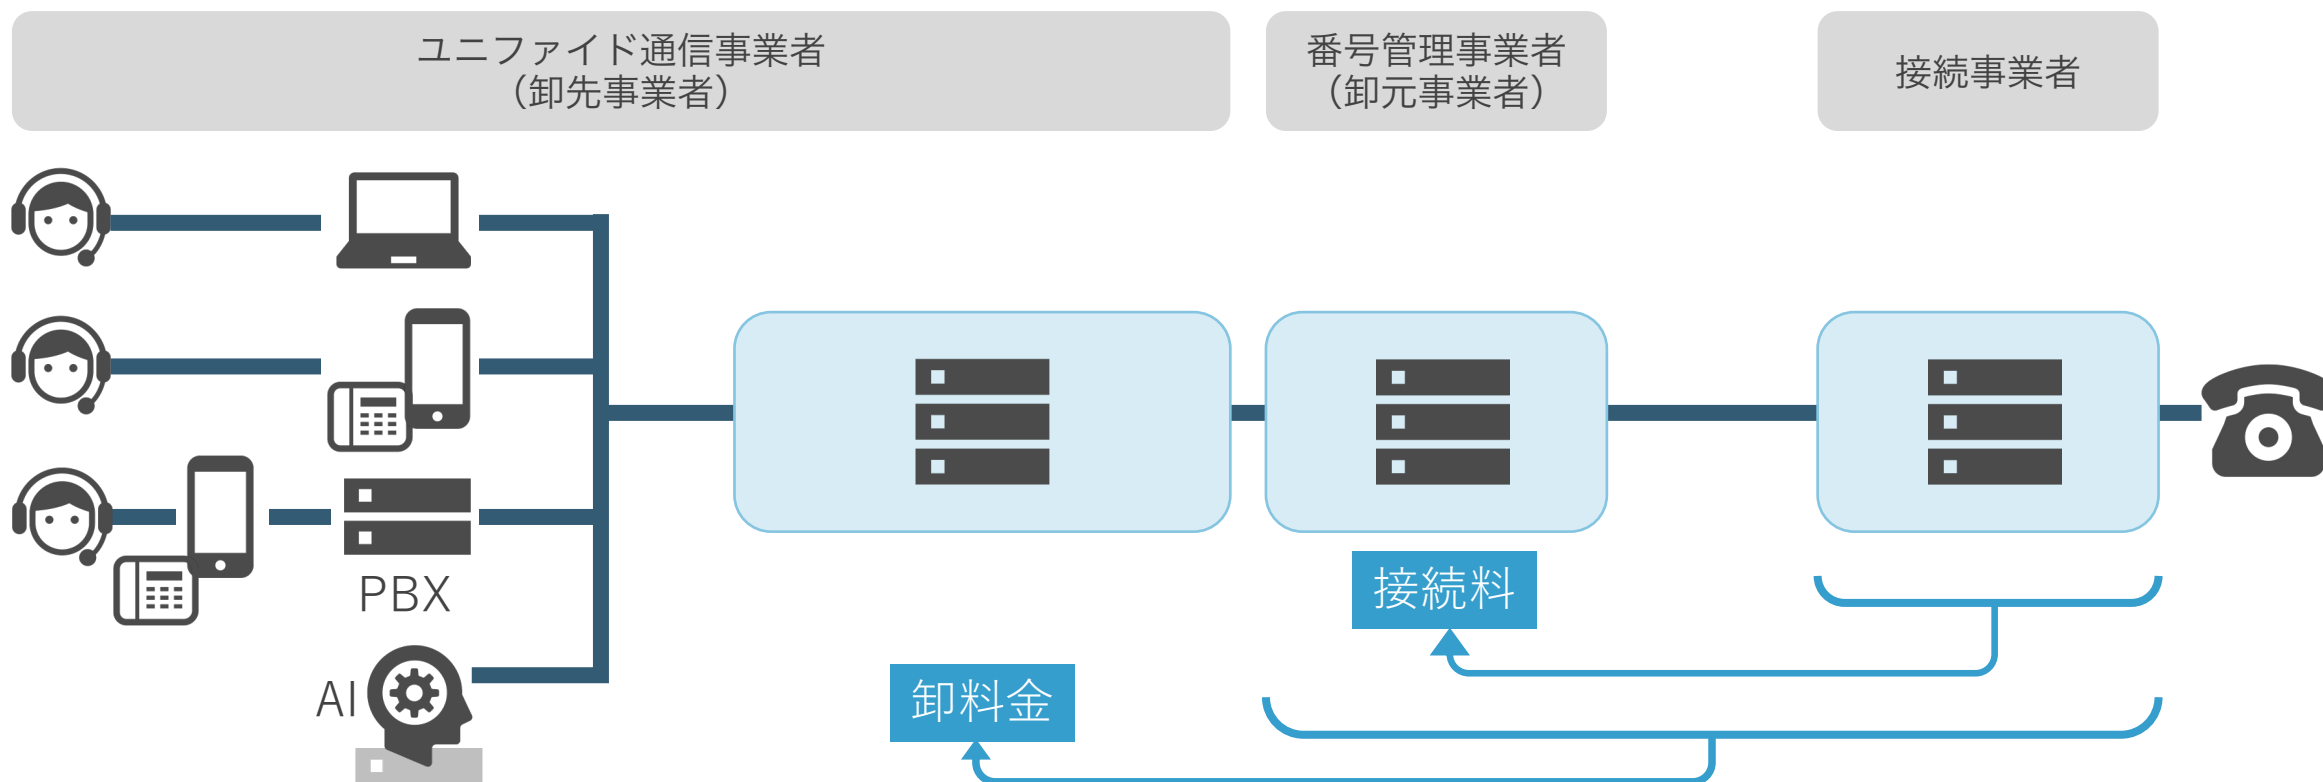 ユニファイド通信事業者
（卸先事業者）
番号管理事業者
（卸元事業者）
接続事業者
PBX
AI
接続料
卸料金